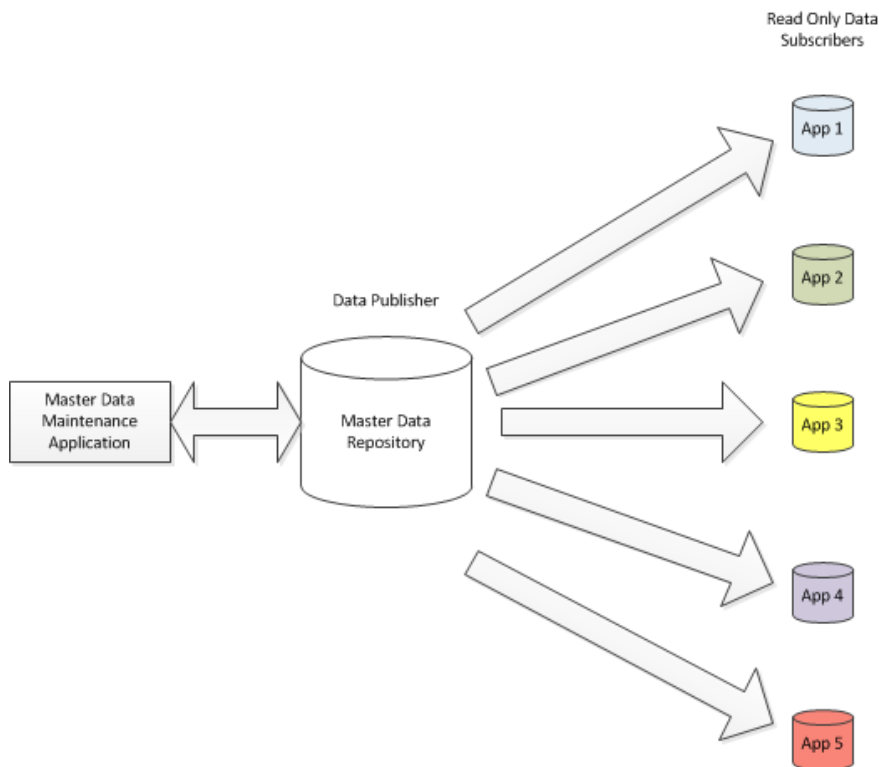 Read Only Data
Subscribers
App 1
App 2
Data Publisher
Master Data
Maintenance
Application
Master Data
Repository
App 3
App 4
App 5